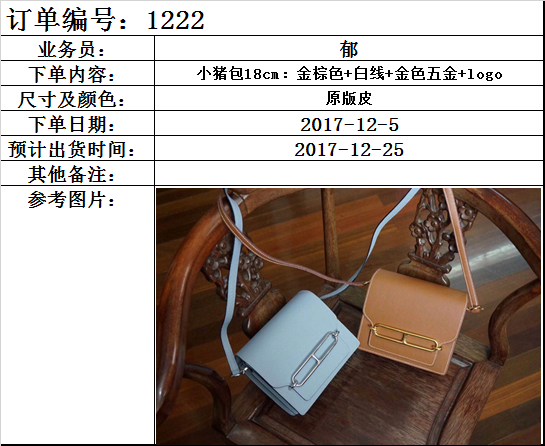 订单编号：1222
业务员： 郁
下单内容： 小猪包18cm：金棕色+白线+金色五金+logo
尺寸及颜色： 原版皮
下单日期： 2017-12-5
预计出货时间： 2017-12-25
其他备注：
参考图片：